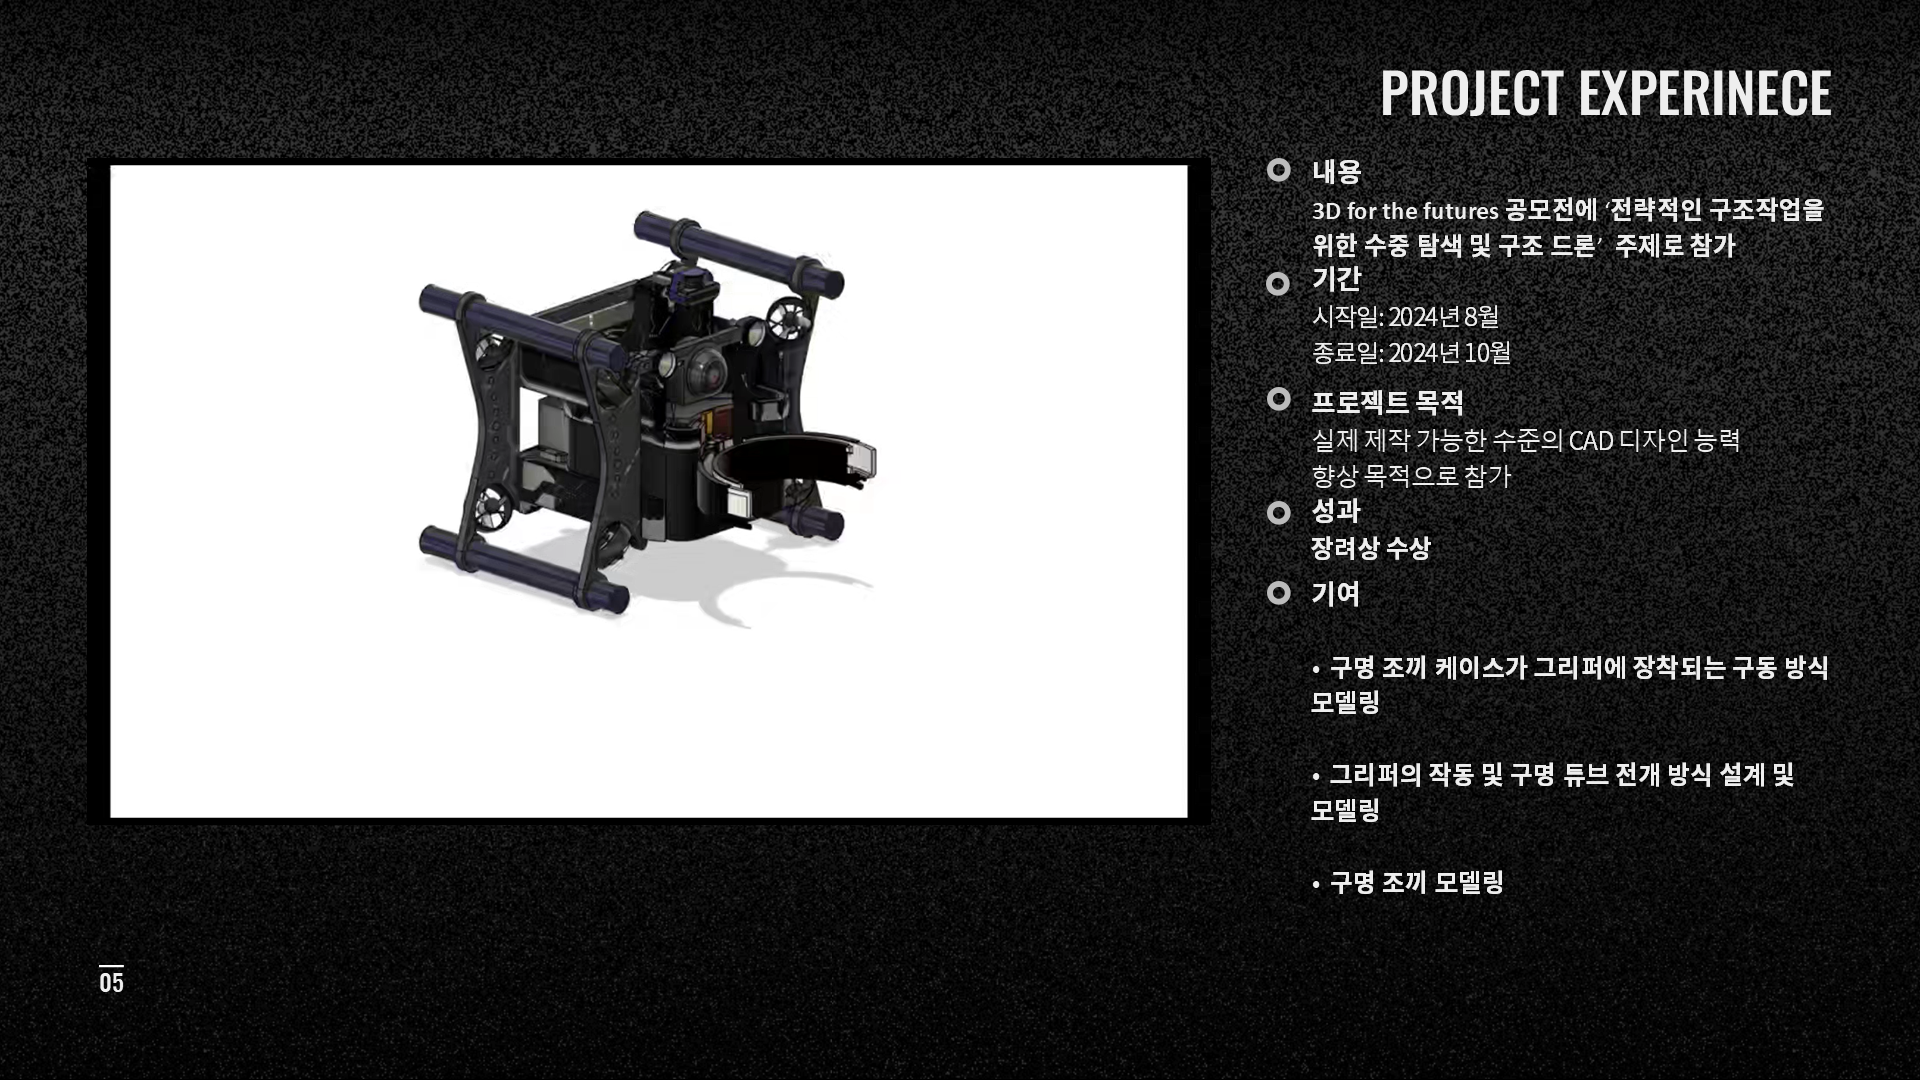 PROJECT EXPERINECE
내용
3D for the futures 공모전에 ‘전략적인 구조작업을
위한 수중 탐색 및 구조 드론’ 주제로 참가
기간
시작일: 2024년 8월
종료일: 2024년 10월
프로젝트 목적
실제 제작 가능한 수준의 CAD 디자인 능력
향상 목적으로 참가
성과
장려상 수상
기여
• 구명 조끼 케이스가 그리퍼에 장착되는 구동 방식
모델링
• 그리퍼의 작동 및 구명 튜브 전개 방식 설계 및
모델링
• 구명 조끼 모델링
05